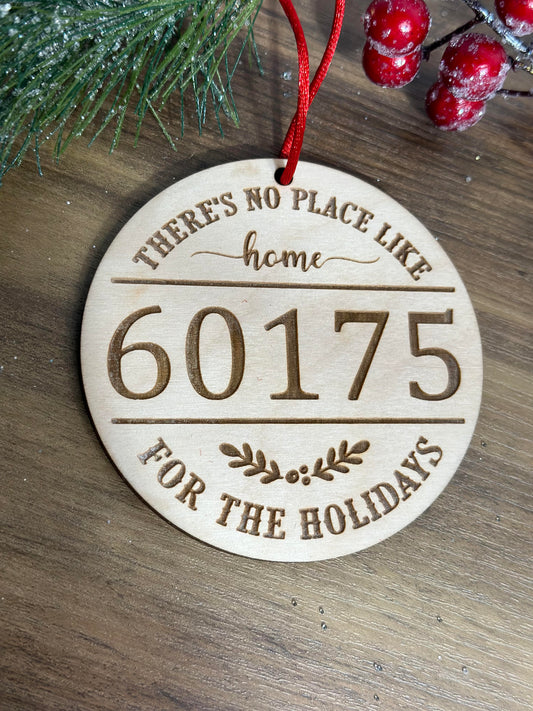 THERE'S NO PLACE LIKE
home
60175
FOR THE HOLIDAYS